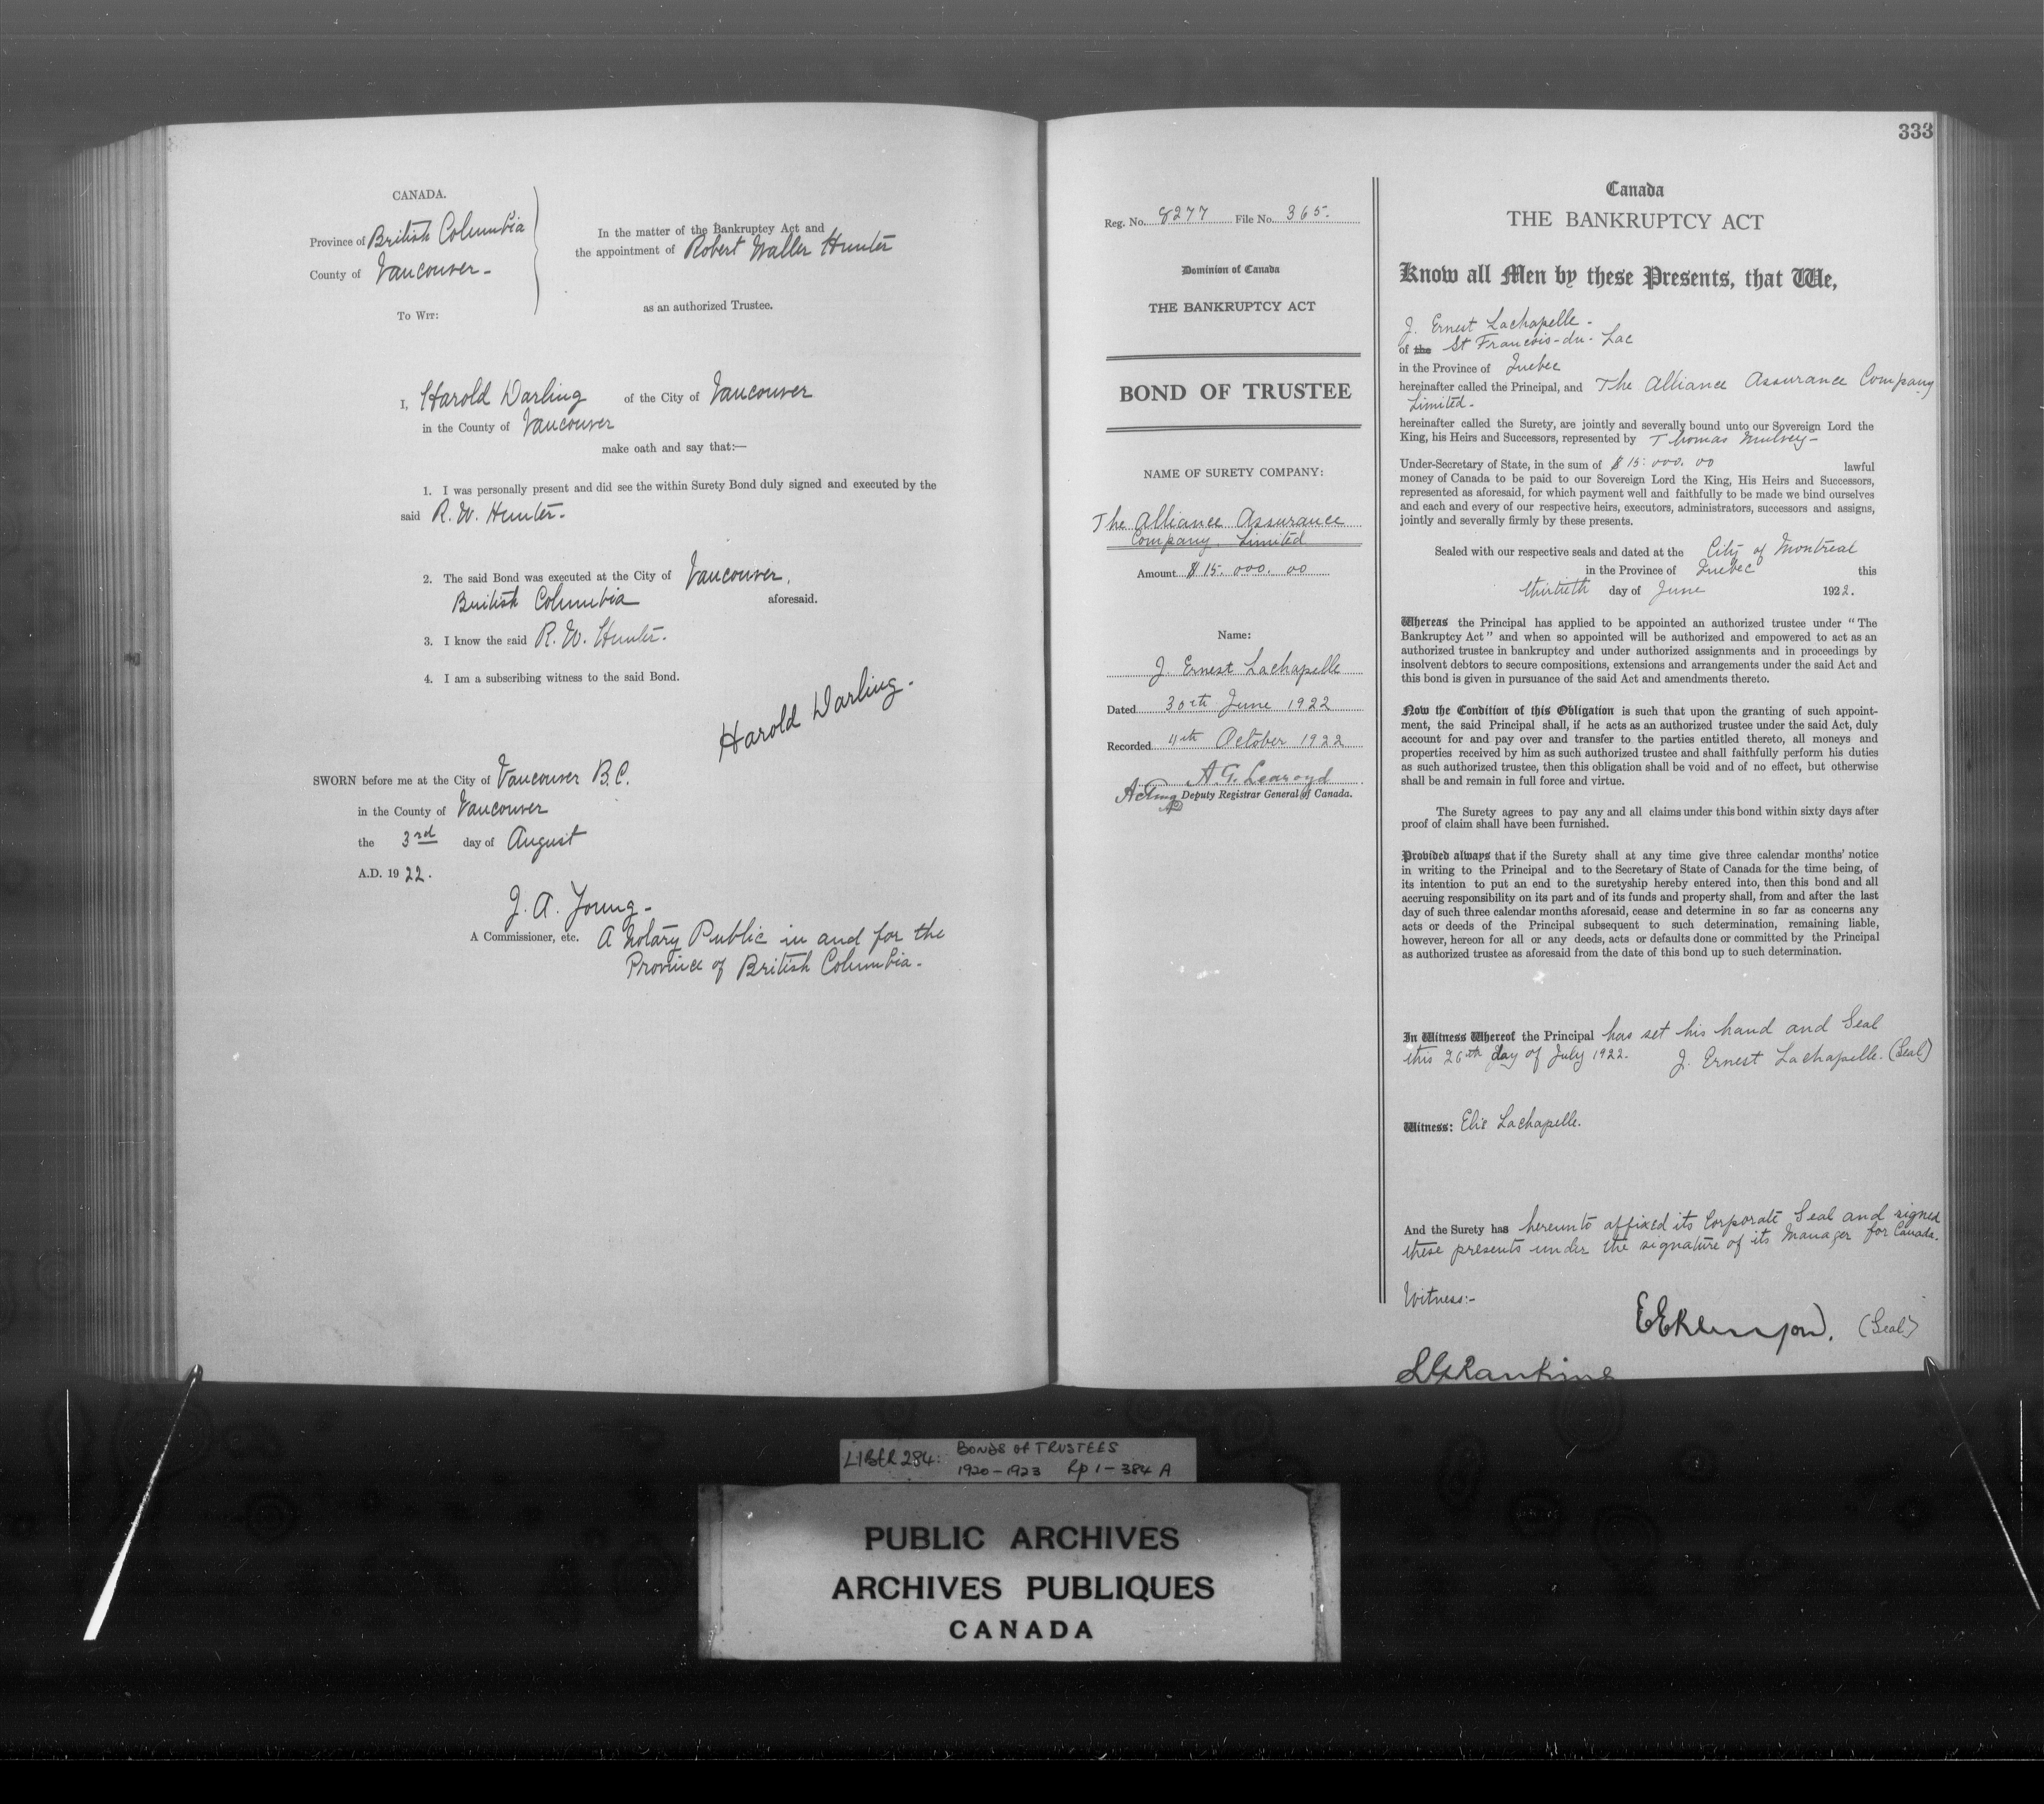 CANADA.
Province of British Columbia
County of Vancouver -
To Wit:
In the matter of the Bankruptcy Act and
the appointment of Robert Waller Hunter
as an authorized Trustee.
I, Harold Darling of the City of Vancouver
in the County of Vancouver
make oath and say that:—
1. I was personally present and did see the within Surety Bond duly signed and executed by the
said R. W. Hunter.
2. The said Bond was executed at the City of Vancouver,
British Columbia aforesaid.
3. I know the said R. W. Hunter.
4. I am a subscribing witness to the said Bond.
Harold Darling.
SWORN before me at the City of Vancouver B.C.
in the County of Vancouver
the 3rd day of August
A.D. 1922.
J. A. Young -
A Commissioner, etc. A Notary Public in and for the
Province of British Columbia.
Reg. No. 8277 File No. 365.
Dominion of Canada
THE BANKRUPTCY ACT
BOND OF TRUSTEE
NAME OF SURETY COMPANY:
The Alliance Assurance
Company, Limited
Amount $15.000.00
Name:
J. Ernest Lachapelle
Dated 30th June 1922
Recorded 11th October 1922
A. G. Learoyd
Acting Deputy Registrar General of Canada.
333
Canada
THE BANKRUPTCY ACT
Know all Men by these Presents, that We,
J. Ernest Lachapelle -
of the St Francois-du-Lac
in the Province of Quebec
hereinafter called the Principal, and The Alliance Assurance Company
Limited -
hereinafter called the Surety, are jointly and severally bound unto our Sovereign Lord the
King, his Heirs and Successors, represented by Thomas Mulvey -
Under-Secretary of State, in the sum of $15.000.00 lawful
money of Canada to be paid to our Sovereign Lord the King, His Heirs and Successors,
represented as aforesaid, for which payment well and faithfully to be made we bind ourselves
and each and every of our respective heirs, executors, administrators, successors and assigns,
jointly and severally firmly by these presents.
Sealed with our respective seals and dated at the City of Montreal
in the Province of Quebec this
thirtieth day of June 1922.
Whereas the Principal has applied to be appointed an authorized trustee under "The
Bankruptcy Act" and when so appointed will be authorized and empowered to act as an
authorized trustee in bankruptcy and under authorized assignments and in proceedings by
insolvent debtors to secure compositions, extensions and arrangements under the said Act and
this bond is given in pursuance of the said Act and amendments thereto.
Now the Condition of this Obligation is such that upon the granting of such appoint-
ment, the said Principal shall, if he acts as an authorized trustee under the said Act, duly
account for and pay over and transfer to the parties entitled thereto, all moneys and
properties received by him as such authorized trustee and shall faithfully perform his duties
as such authorized trustee, then this obligation shall be void and of no effect, but otherwise
shall be and remain in full force and virtue.
The Surety agrees to pay any and all claims under this bond within sixty days after
proof of claim shall have been furnished.
Provided always that if the Surety shall at any time give three calendar months' notice
in writing to the Principal and to the Secretary of State of Canada for the time being, of
its intention to put an end to the suretyship hereby entered into, then this bond and all
accruing responsibility on its part and of its funds and property shall, from and after the last
day of such three calendar months aforesaid, cease and determine in so far as concerns any
acts or deeds of the Principal subsequent to such determination, remaining liable,
however, hereon for all or any deeds, acts or defaults done or committed by the Principal
as authorized trustee as aforesaid from the date of this bond up to such determination.
In Witness Whereof the Principal has set his hand and Seal
this 26th day of July 1922. J. Ernest Lachapelle. (Seal)
Witness: Elie Lachapelle.
And the Surety has hereunto affixed its Corporate Seal and signed
these presents under the signature of its Manager for Canada.
Witness:-
(Seal)
Rankine
LIBER 284: BONDS OF TRUSTEES
1920-1923 Rp 1-384 A
PUBLIC ARCHIVES
ARCHIVES PUBLIQUES
CANADA